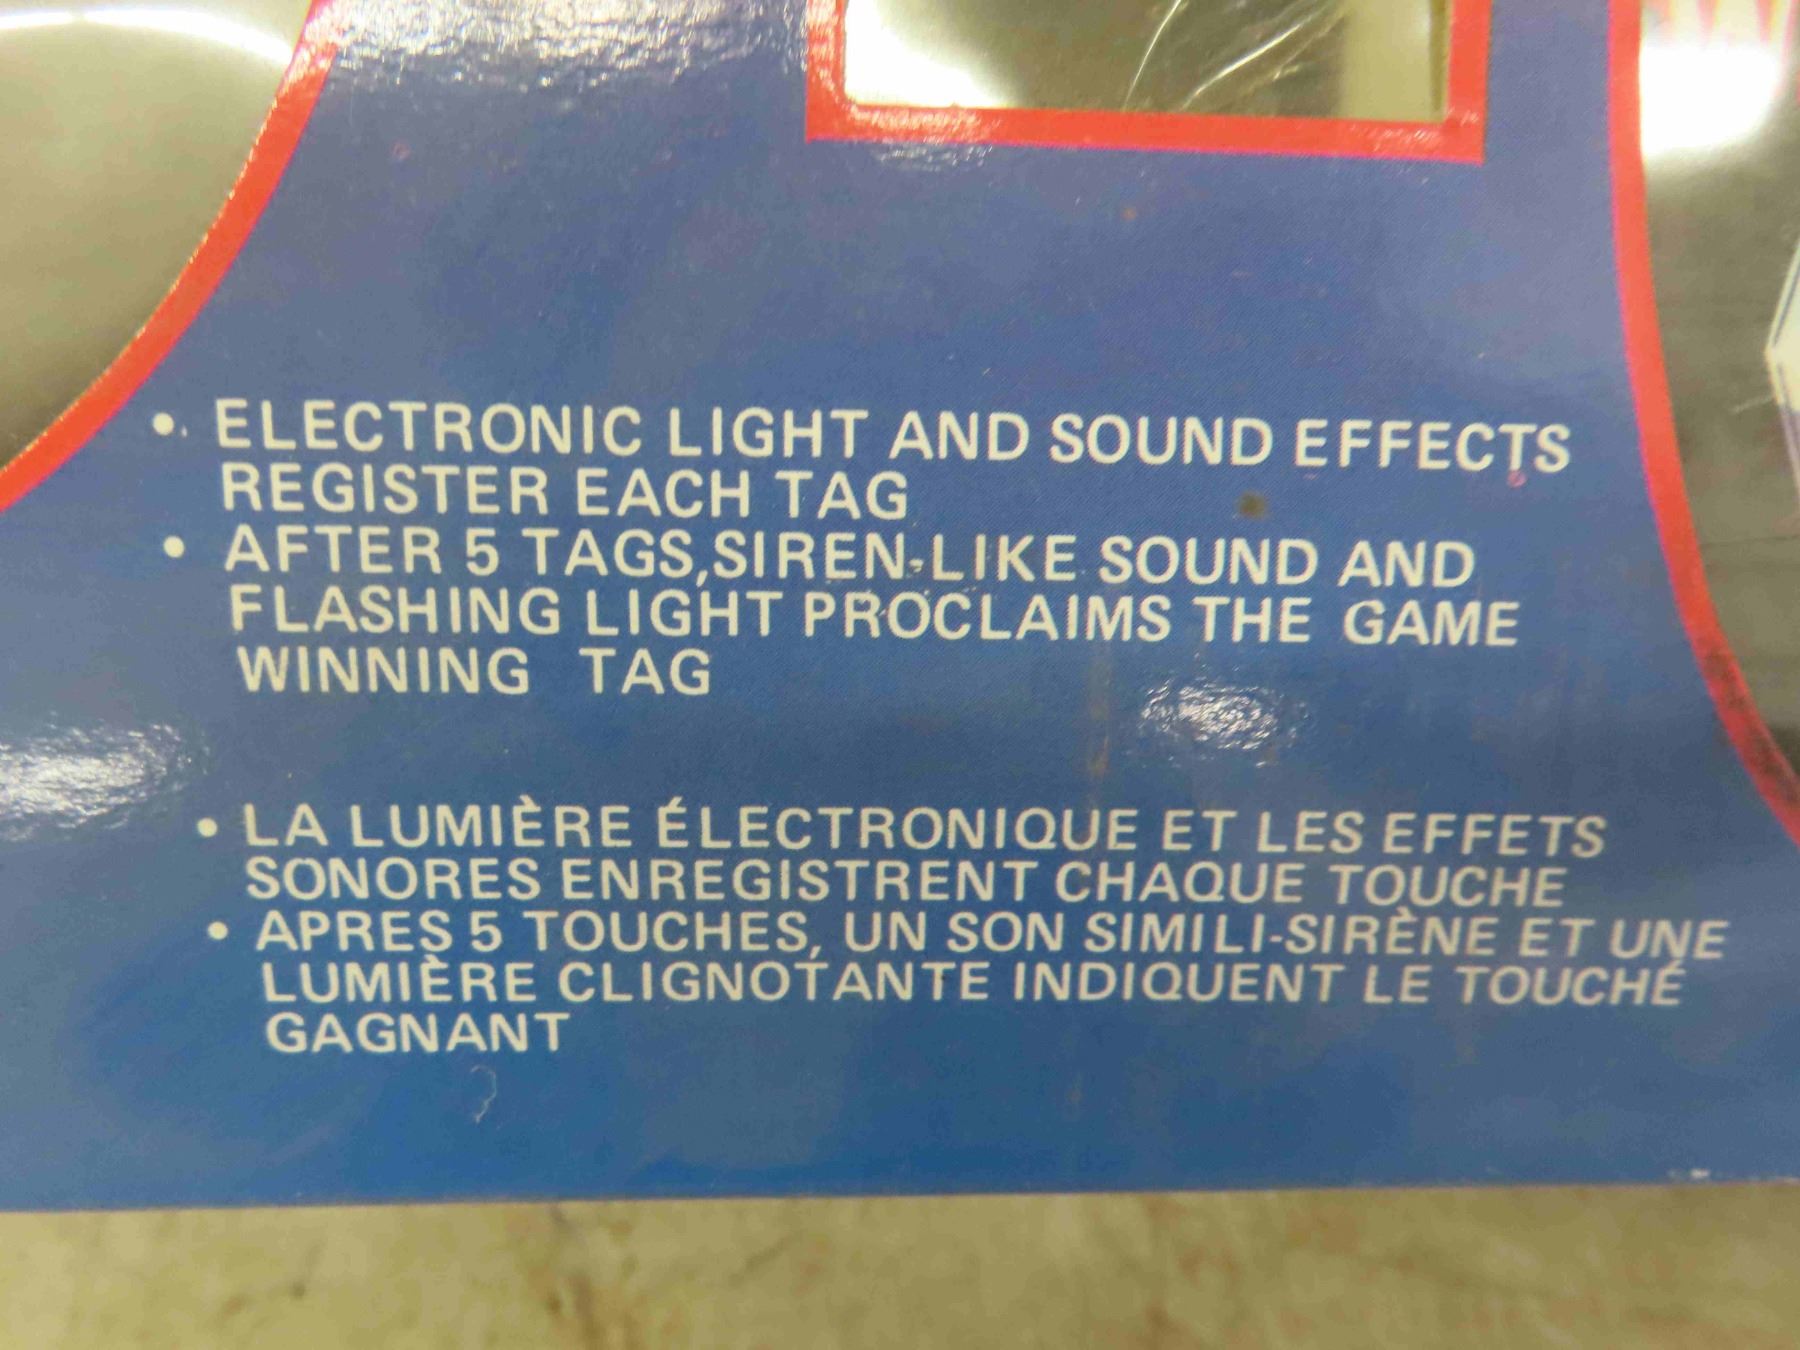 • ELECTRONIC LIGHT AND SOUND EFFECTS
REGISTER EACH TAG
• AFTER 5 TAGS,SIREN-LIKE SOUND AND
FLASHING LIGHT PROCLAIMS THE GAME
WINNING TAG
• LA LUMIÈRE ÉLECTRONIQUE ET LES EFFETS
SONORES ENREGISTRENT CHAQUE TOUCHE
• APRES 5 TOUCHES, UN SON SIMILI-SIRÈNE ET UNE
LUMIÈRE CLIGNOTANTE INDIQUENT LE TOUCHÉ
GAGNANT